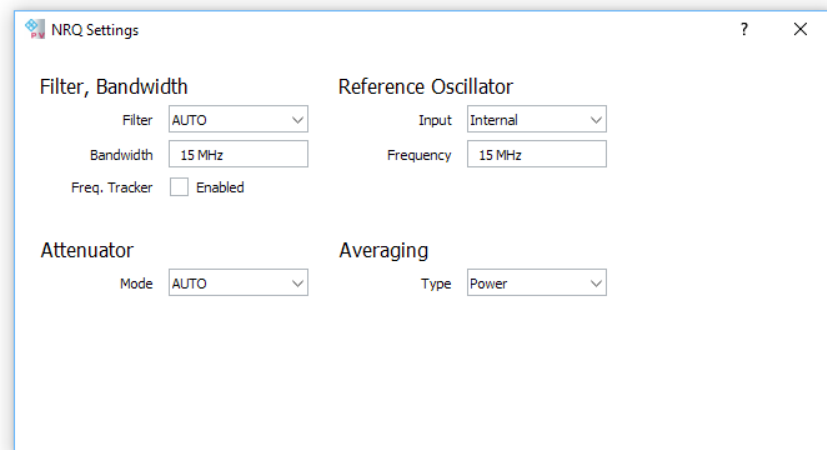 NRQ Settings ?
Filter, Bandwidth Reference Oscillator
Filter AUTO Input Internal
Bandwidth 15 MHz Frequency 15 MHz
Freq. Tracker Enabled
Attenuator Averaging
Mode AUTO Type Power